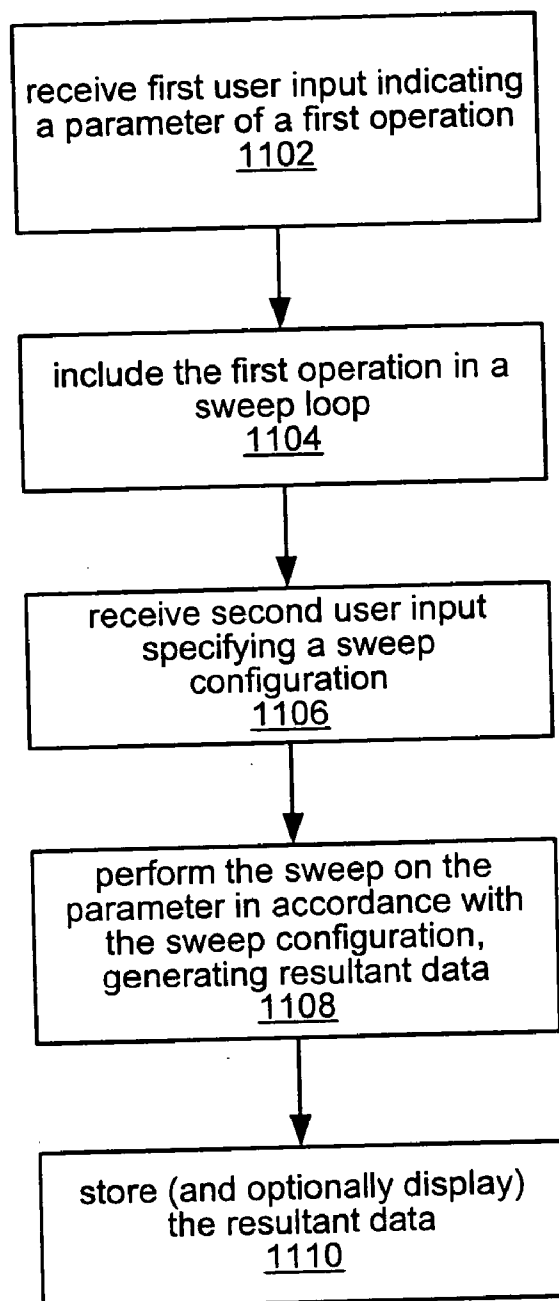 receive first user input indicating
a parameter of a first operation
1102
include the first operation in a
sweep loop
1104
receive second user input
specifying a sweep
configuration
1106
perform the sweep on the
parameter in accordance with
the sweep configuration,
generating resultant data
1108
store (and optionally display)
the resultant data
1110